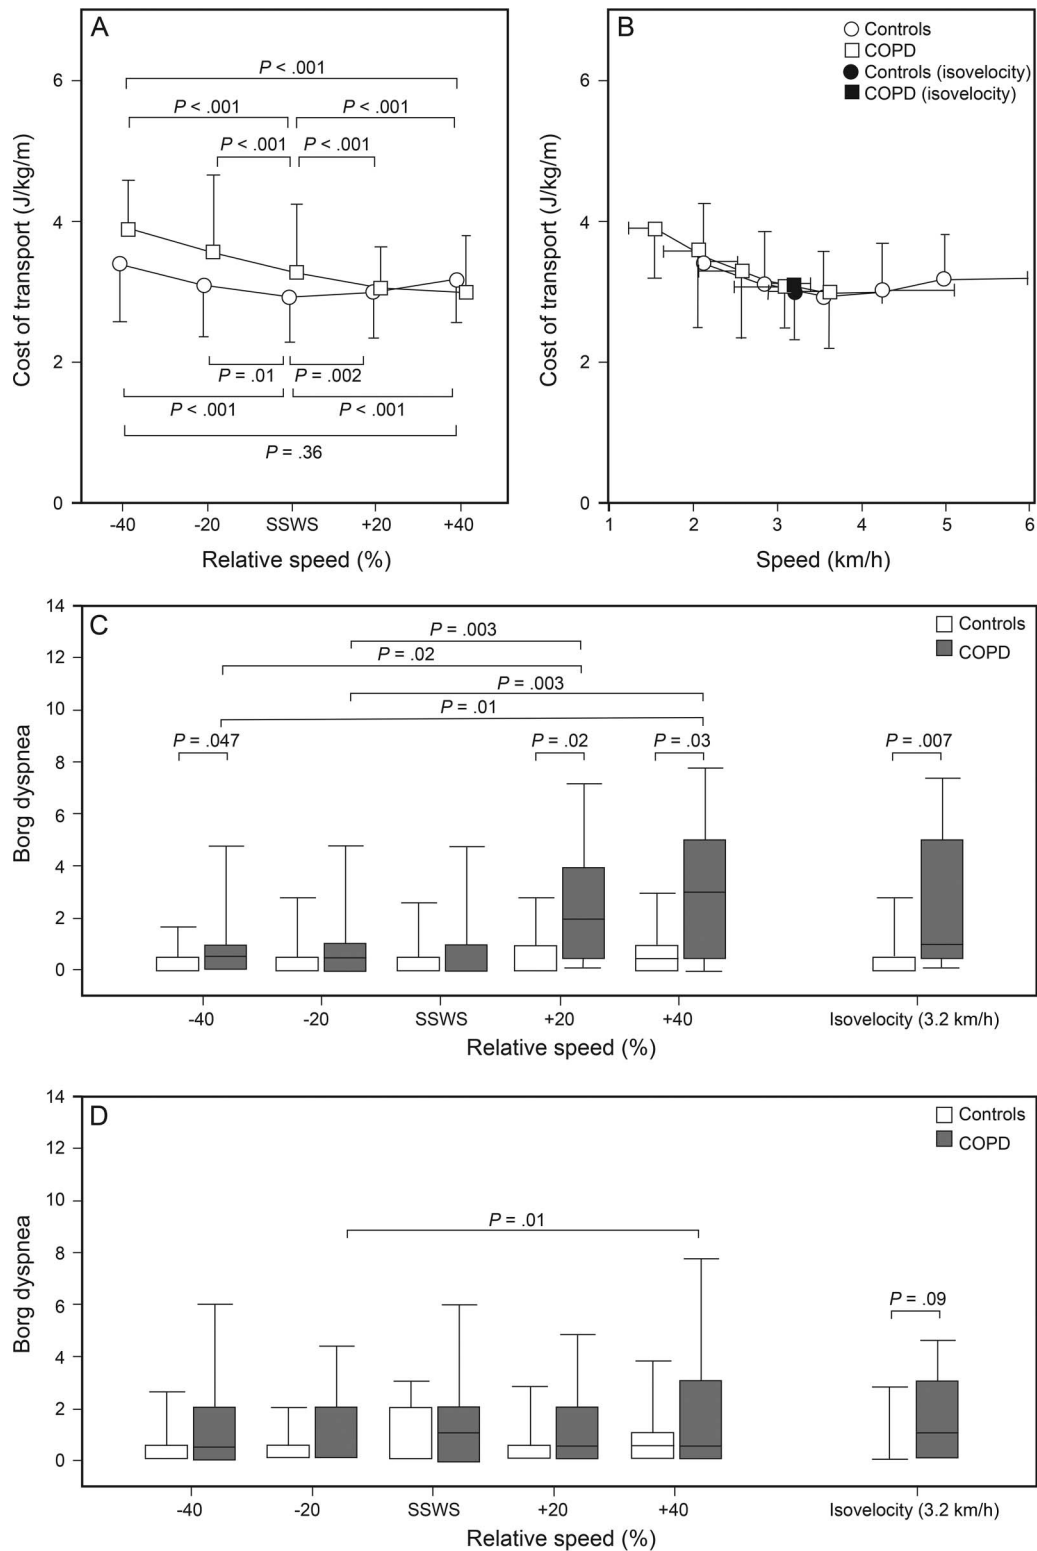 A
P < .001
P < .001
P < .001
P < .001
P < .001
P = .01
P = .002
P < .001
P < .001
P = .36
Cost of transport (J/kg/m)
6
4
2
0
-40
-20
SSWS
+20
+40
Relative speed (%)
B
Controls
COPD
Controls (isovelocity)
COPD (isovelocity)
Cost of transport (J/kg/m)
6
4
2
0
1
2
3
4
5
6
Speed (km/h)
C
Controls
COPD
P = .003
P = .02
P = .003
P = .01
P = .047
P = .02
P = .03
P = .007
Borg dyspnea
14
12
10
8
6
4
2
0
-40
-20
SSWS
+20
+40
Isovelocity (3.2 km/h)
Relative speed (%)
D
Controls
COPD
P = .01
P = .09
Borg dyspnea
14
12
10
8
6
4
2
0
-40
-20
SSWS
+20
+40
Isovelocity (3.2 km/h)
Relative speed (%)